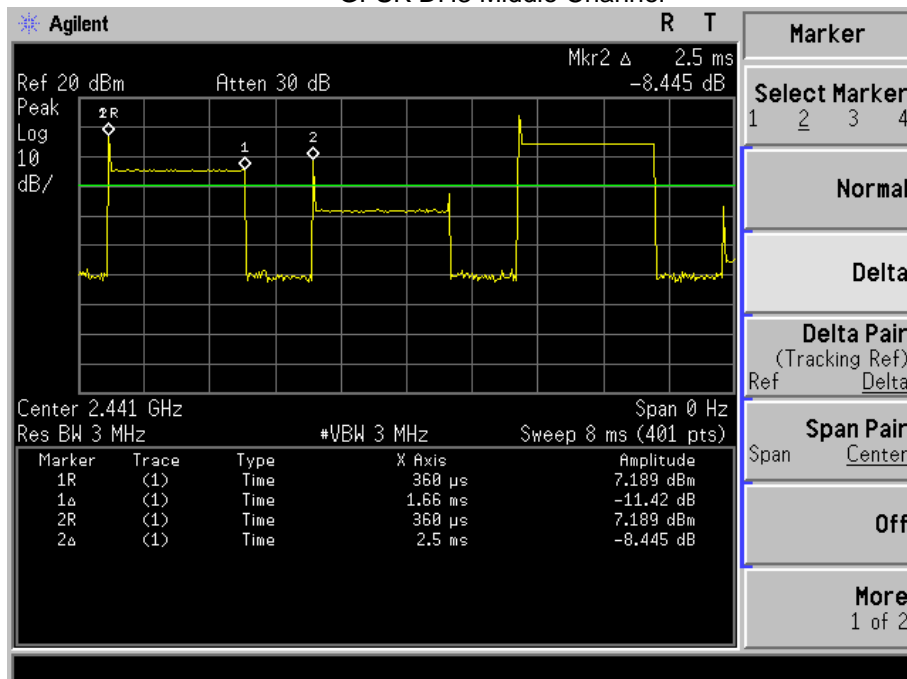 Agilent
R T
Mkr2 Δ 2.5 ms
Ref 20 dBm Atten 30 dB -8.445 dB
Peak
Log
10
dB/
2R
1
2
Center 2.441 GHz Span 0 Hz
Res BW 3 MHz #VBW 3 MHz Sweep 8 ms (401 pts)
Marker Trace Type X Axis Amplitude
1R (1) Time 360 µs 7.189 dBm
1Δ (1) Time 1.66 ms -11.42 dB
2R (1) Time 360 µs 7.189 dBm
2Δ (1) Time 2.5 ms -8.445 dB
Marker
Select Marker
1 2 3 4
Normal
Delta
Delta Pair
(Tracking Ref)
Ref Delta
Span Pair
Span Center
Off
More
1 of 2